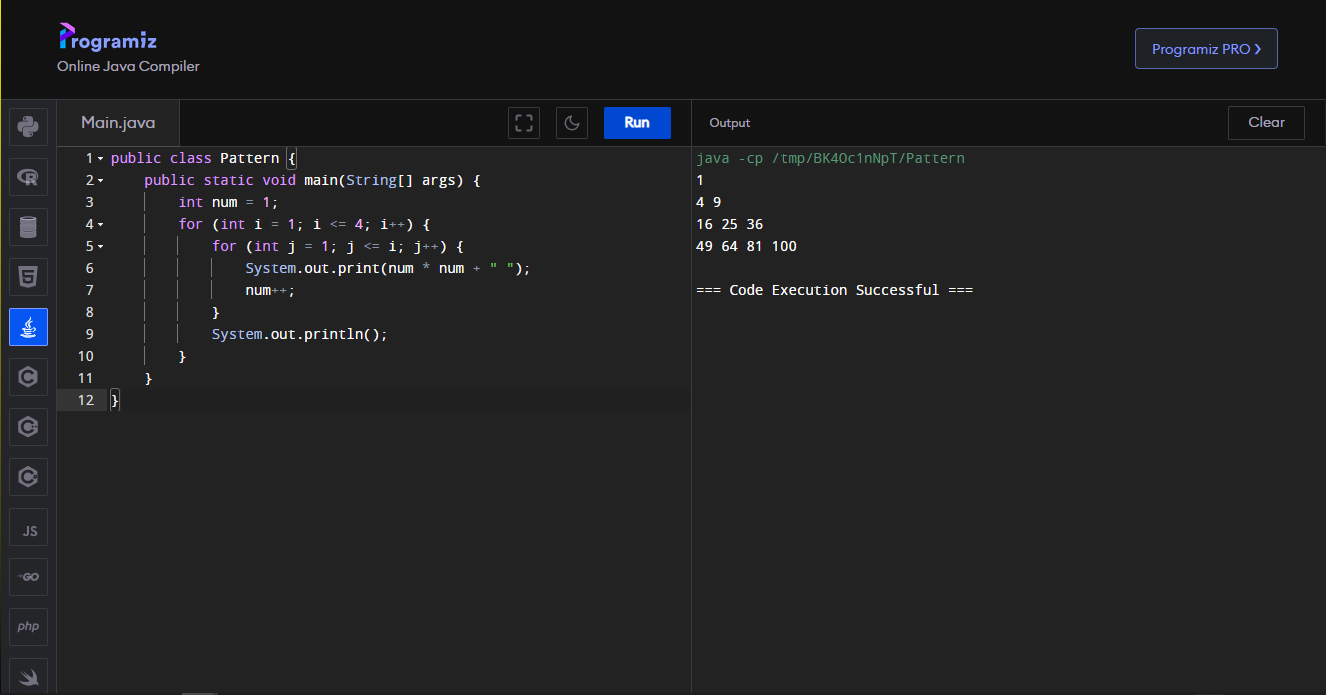 Programiz
Online Java Compiler
Programiz PRO ❯
Main.java
Run
Output
Clear
1 public class Pattern {
2     public static void main(String[] args) {
3         int num = 1;
4         for (int i = 1; i <= 4; i++) {
5             for (int j = 1; j <= i; j++) {
6                 System.out.print(num * num + " ");
7                 num++;
8             }
9             System.out.println();
10         }
11     }
12 }
java -cp /tmp/BK4Oc1nNpT/Pattern
1
4 9
16 25 36
49 64 81 100
=== Code Execution Successful ===
R
5
C
C
C
JS
GO
php